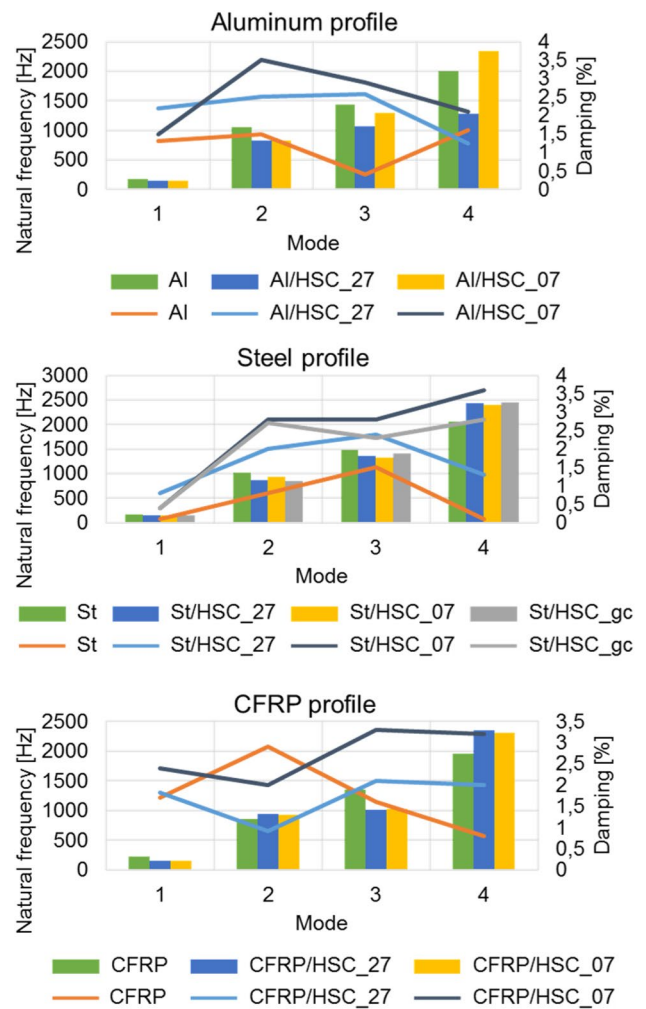 Aluminum profile
Natural frequency [Hz]
2500
2000
1500
1000
500
0
4
3,5
3
2,5
2
1,5
1
0,5
0
Damping [%]
1 2 3 4
Mode
Al Al/HSC_27 Al/HSC_07
Al Al/HSC_27 Al/HSC_07
Steel profile
Natural frequency [Hz]
3000
2500
2000
1500
1000
500
0
4
3,5
3
2,5
2
1,5
1
0,5
0
Damping [%]
1 2 3 4
Mode
St St/HSC_27 St/HSC_07 St/HSC_gc
St St/HSC_27 St/HSC_07 St/HSC_gc
CFRP profile
Natural frequency [Hz]
2500
2000
1500
1000
500
0
3,5
3
2,5
2
1,5
1
0,5
0
Damping [%]
1 2 3 4
Mode
CFRP CFRP/HSC_27 CFRP/HSC_07
CFRP CFRP/HSC_27 CFRP/HSC_07